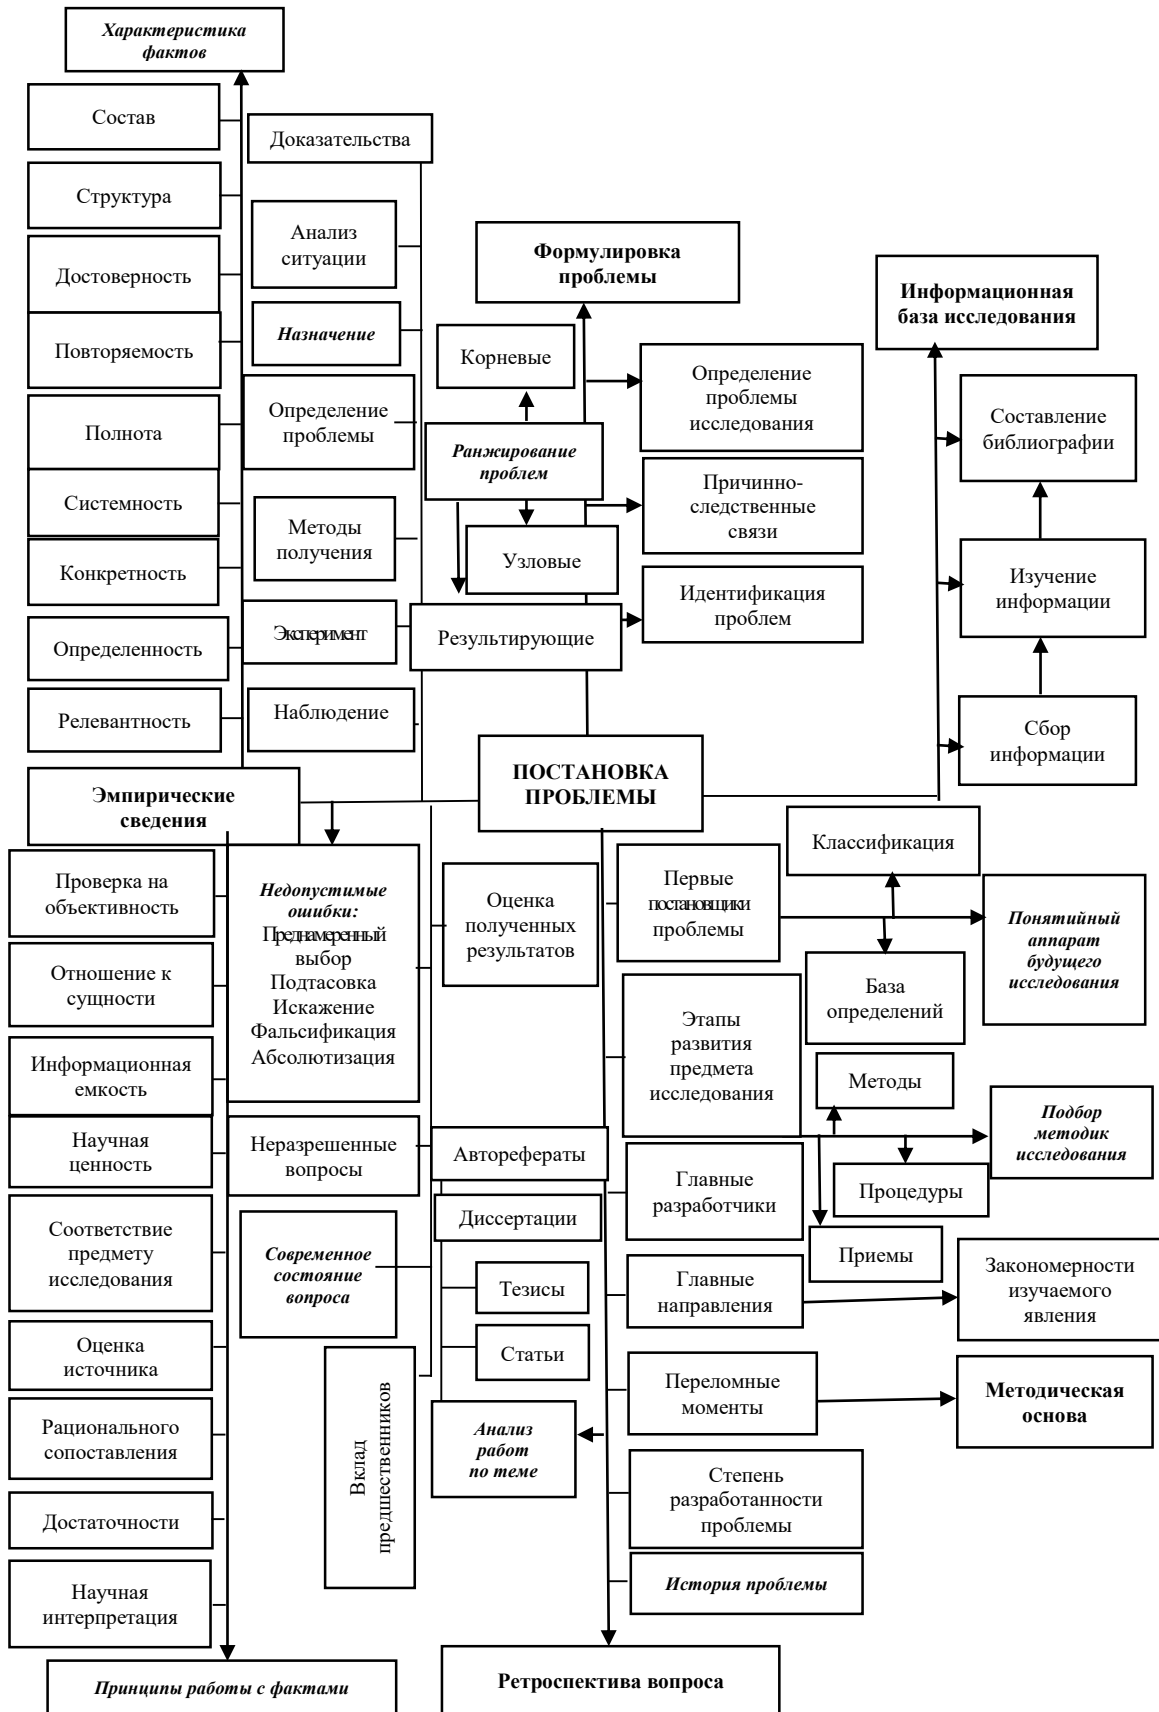 Характеристика
фактов
Состав
Структура
Достоверность
Повторяемость
Полнота
Системность
Конкретность
Определенность
Релевантность
Эмпирические
сведения
Доказательства
Анализ
ситуации
Назначение
Определение
проблемы
Методы
получения
Эксперимент
Наблюдение
Формулировка
проблемы
Корневые
Ранжирование
проблем
Узловые
Результирующие
Определение
проблемы
исследования
Причинно-
следственные
связи
Идентификация
проблем
Информационная
база исследования
Составление
библиографии
Изучение
информации
Сбор
информации
ПОСТАНОВКА
ПРОБЛЕМЫ
Проверка на
объективность
Отношение к
сущности
Информационная
емкость
Научная
ценность
Соответствие
предмету
исследования
Оценка
источника
Рационального
сопоставления
Достаточности
Научная
интерпретация
Принципы работы с фактами
Недопустимые
ошибки:
Преднамеренный
выбор
Подтасовка
Искажение
Фальсификация
Абсолютизация
Неразрешенные
вопросы
Современное
состояние
вопроса
Вклад
предшественников
Оценка
полученных
результатов
Авторефераты
Диссертации
Тезисы
Статьи
Анализ
работ
по теме
Первые
постановщики
проблемы
Этапы
развития
предмета
исследования
Главные
разработчики
Главные
направления
Переломные
моменты
Степень
разработанности
проблемы
История проблемы
Ретроспектива вопроса
Классификация
База
определений
Понятийный
аппарат
будущего
исследования
Методы
Подбор
методик
исследования
Процедуры
Приемы
Закономерности
изучаемого
явления
Методическая
основа